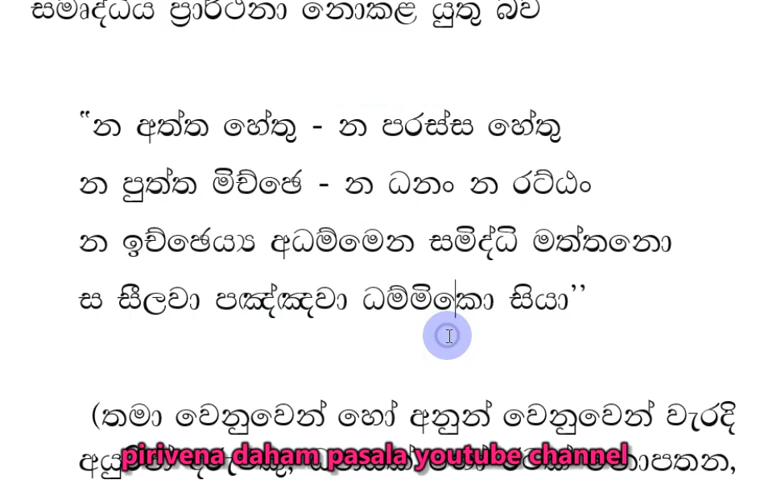 සමෘද්ධිය ප්‍රාර්ථනා නොකළ යුතු බව
“න අත්ත හේතු - න පරස්ස හේතු
න පුත්ත මිච්ඡෙ - න ධනං න රට්ඨං
න ඉච්ඡෙය්‍ය අධම්මෙන සමිද්ධි මත්තනො
ස සීලවා පඤ්ඤවා ධම්මිකො සියා’’
(තමා වෙනුවෙන් හෝ අනුන් වෙනුවෙන් වැරදි
නොපතන,
pirivena daham pasala youtube channel